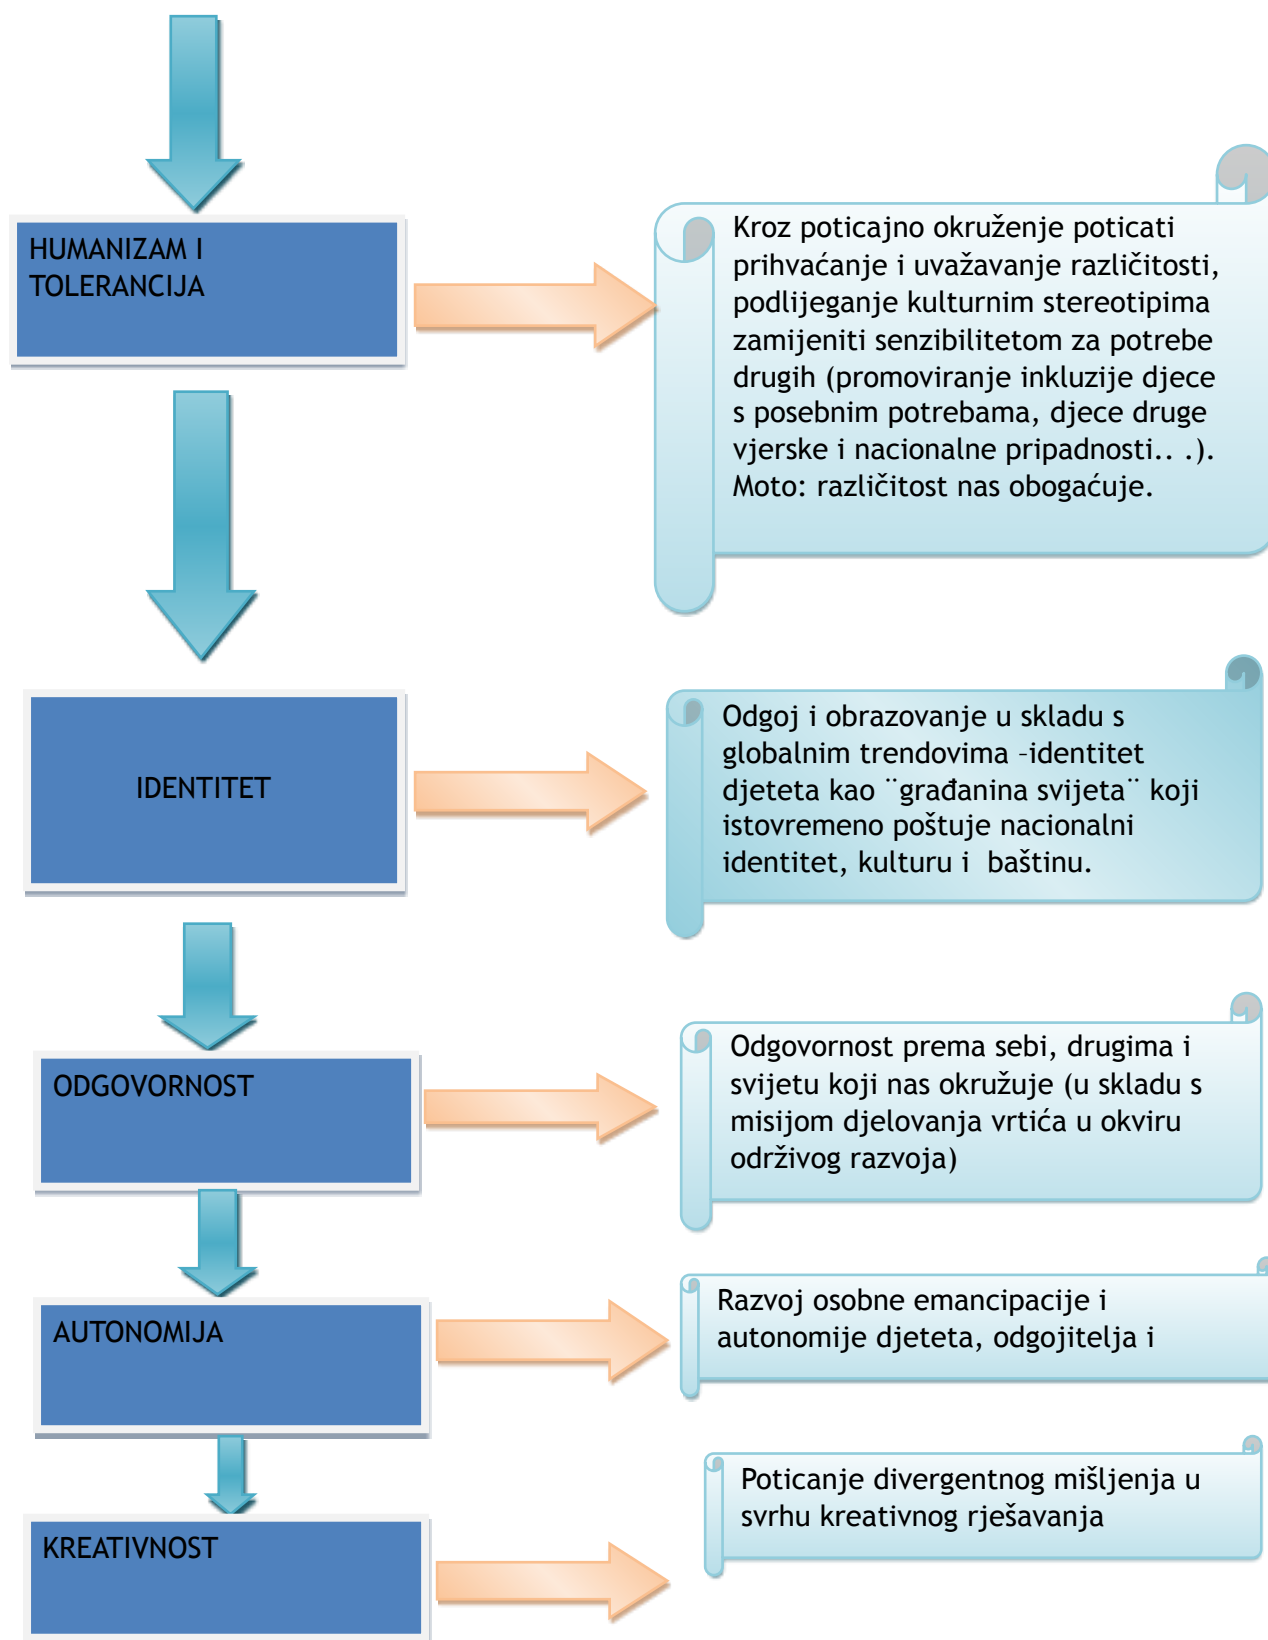 HUMANIZAM I
TOLERANCIJA
Kroz poticajno okruženje poticati
prihvaćanje i uvažavanje različitosti,
podlijeganje kulturnim stereotipima
zamijeniti senzibilitetom za potrebe
drugih (promoviranje inkluzije djece
s posebnim potrebama, djece druge
vjerske i nacionalne pripadnosti.. .).
Moto: različitost nas obogaćuje.
IDENTITET
Odgoj i obrazovanje u skladu s
globalnim trendovima –identitet
djeteta kao ¨građanina svijeta¨ koji
istovremeno poštuje nacionalni
identitet, kulturu i  baštinu.
ODGOVORNOST
Odgovornost prema sebi, drugima i
svijetu koji nas okružuje (u skladu s
misijom djelovanja vrtića u okviru
održivog razvoja)
AUTONOMIJA
Razvoj osobne emancipacije i
autonomije djeteta, odgojitelja i
KREATIVNOST
Poticanje divergentnog mišljenja u
svrhu kreativnog rješavanja